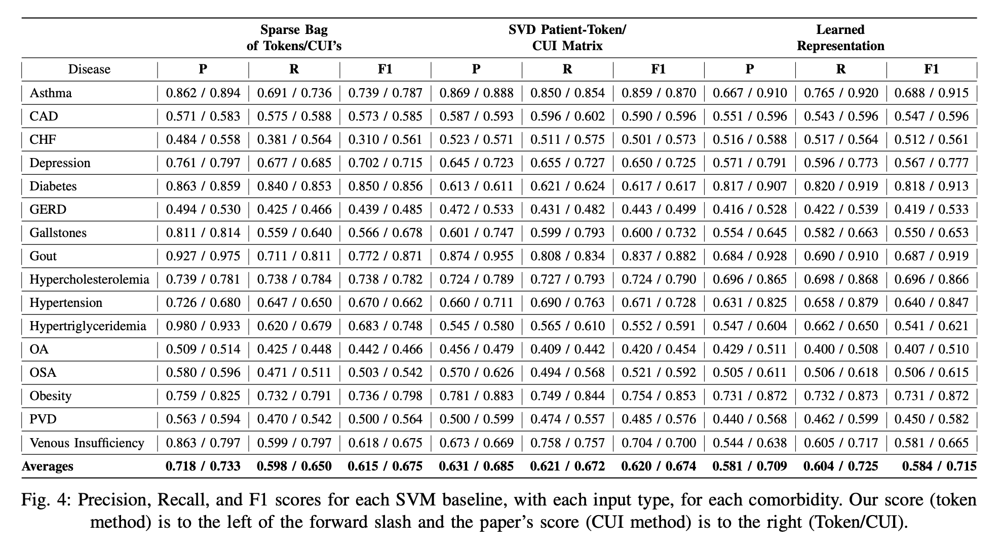 Sparse Bag of Tokens/CUI's SVD Patient-Token/ CUI Matrix Learned Representation
Disease P R F1 P R F1 P R F1
Asthma 0.862 / 0.894 0.691 / 0.736 0.739 / 0.787 0.869 / 0.888 0.850 / 0.854 0.859 / 0.870 0.667 / 0.910 0.765 / 0.920 0.688 / 0.915
CAD 0.571 / 0.583 0.575 / 0.588 0.573 / 0.585 0.587 / 0.593 0.596 / 0.602 0.590 / 0.596 0.551 / 0.596 0.543 / 0.596 0.547 / 0.596
CHF 0.484 / 0.558 0.381 / 0.564 0.310 / 0.561 0.523 / 0.571 0.511 / 0.575 0.501 / 0.573 0.516 / 0.588 0.517 / 0.564 0.512 / 0.561
Depression 0.761 / 0.797 0.677 / 0.685 0.702 / 0.715 0.645 / 0.723 0.655 / 0.727 0.650 / 0.725 0.571 / 0.791 0.596 / 0.773 0.567 / 0.777
Diabetes 0.863 / 0.859 0.840 / 0.853 0.850 / 0.856 0.613 / 0.611 0.621 / 0.624 0.617 / 0.617 0.817 / 0.907 0.820 / 0.919 0.818 / 0.913
GERD 0.494 / 0.530 0.425 / 0.466 0.439 / 0.485 0.472 / 0.533 0.431 / 0.482 0.443 / 0.499 0.416 / 0.528 0.422 / 0.539 0.419 / 0.533
Gallstones 0.811 / 0.814 0.559 / 0.640 0.566 / 0.678 0.601 / 0.747 0.599 / 0.793 0.600 / 0.732 0.554 / 0.645 0.582 / 0.663 0.550 / 0.653
Gout 0.927 / 0.975 0.711 / 0.811 0.772 / 0.871 0.874 / 0.955 0.808 / 0.834 0.837 / 0.882 0.684 / 0.928 0.690 / 0.910 0.687 / 0.919
Hypercholesterolemia 0.739 / 0.781 0.738 / 0.784 0.738 / 0.782 0.724 / 0.789 0.727 / 0.793 0.724 / 0.790 0.696 / 0.865 0.698 / 0.868 0.696 / 0.866
Hypertension 0.726 / 0.680 0.647 / 0.650 0.670 / 0.662 0.660 / 0.711 0.690 / 0.763 0.671 / 0.728 0.631 / 0.825 0.658 / 0.879 0.640 / 0.847
Hypertriglyceridemia 0.980 / 0.933 0.620 / 0.679 0.683 / 0.748 0.545 / 0.580 0.565 / 0.610 0.552 / 0.591 0.547 / 0.604 0.662 / 0.650 0.541 / 0.621
OA 0.509 / 0.514 0.425 / 0.448 0.442 / 0.466 0.456 / 0.479 0.409 / 0.442 0.420 / 0.454 0.429 / 0.511 0.400 / 0.508 0.407 / 0.510
OSA 0.580 / 0.596 0.471 / 0.511 0.503 / 0.542 0.570 / 0.626 0.494 / 0.568 0.521 / 0.592 0.505 / 0.611 0.506 / 0.618 0.506 / 0.615
Obesity 0.759 / 0.825 0.732 / 0.791 0.736 / 0.798 0.781 / 0.883 0.749 / 0.844 0.754 / 0.853 0.731 / 0.872 0.732 / 0.873 0.731 / 0.872
PVD 0.563 / 0.594 0.470 / 0.542 0.500 / 0.564 0.500 / 0.599 0.474 / 0.557 0.485 / 0.576 0.440 / 0.568 0.462 / 0.599 0.450 / 0.582
Venous Insufficiency 0.863 / 0.797 0.599 / 0.797 0.618 / 0.675 0.673 / 0.669 0.758 / 0.757 0.704 / 0.700 0.544 / 0.638 0.605 / 0.717 0.581 / 0.665
Averages 0.718 / 0.733 0.598 / 0.650 0.615 / 0.675 0.631 / 0.685 0.621 / 0.672 0.620 / 0.674 0.581 / 0.709 0.604 / 0.725 0.584 / 0.715
Fig. 4: Precision, Recall, and F1 scores for each SVM baseline, with each input type, for each comorbidity. Our score (token
method) is to the left of the forward slash and the paper's score (CUI method) is to the right (Token/CUI).